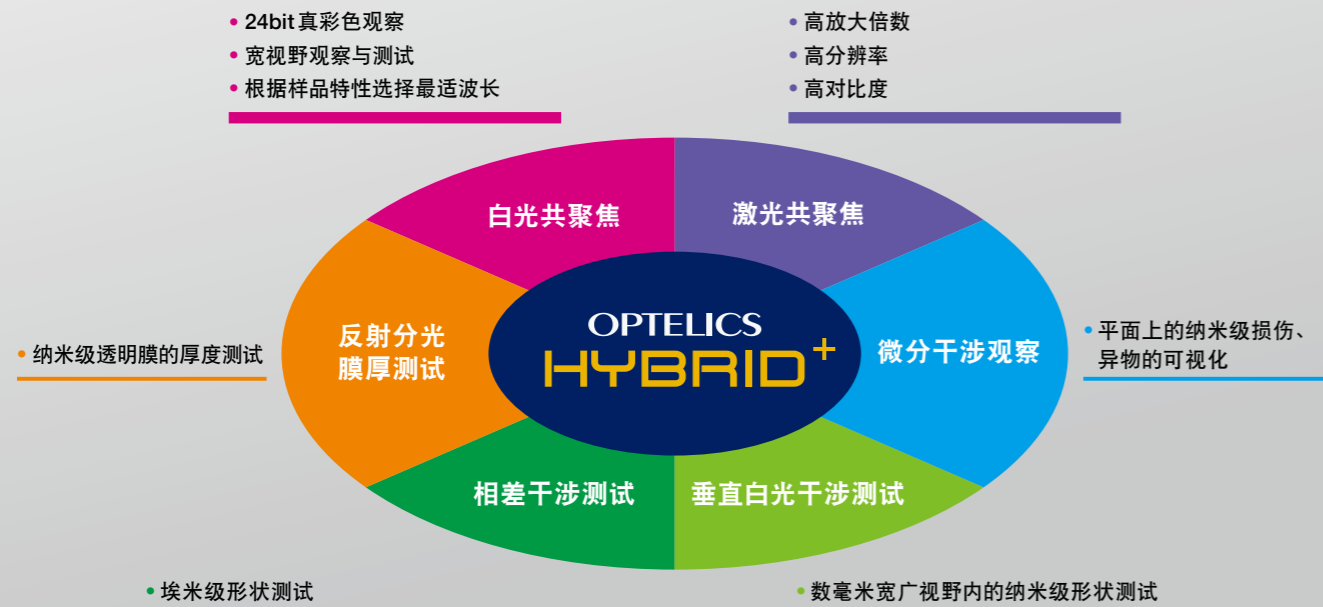 • 24bit真彩色观察
• 宽视野观察与测试
• 根据样品特性选择最适波长
• 高放大倍数
• 高分辨率
• 高对比度
白光共聚焦
激光共聚焦
反射分光
膜厚测试
OPTELICS
HYBRID+
微分干涉观察
• 纳米级透明膜的厚度测试
• 平面上的纳米级损伤、
异物的可视化
相差干涉测试
垂直白光干涉测试
• 埃米级形状测试
• 数毫米宽广视野内的纳米级形状测试